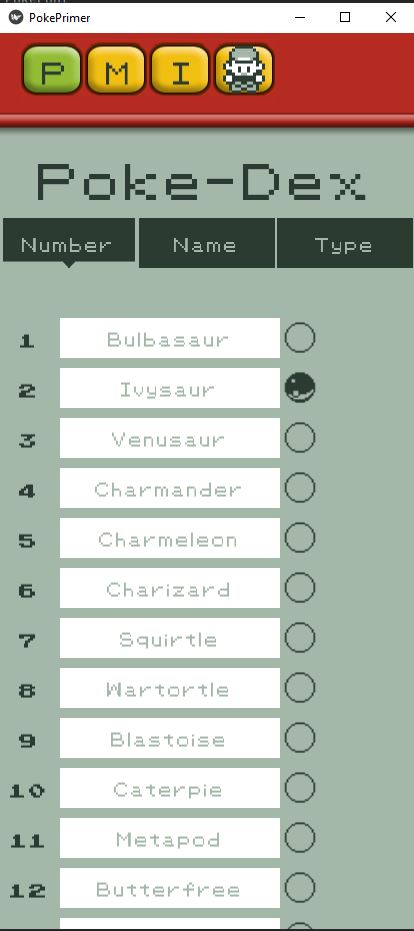 PokePrimer
P M I
Poke-Dex
Number Name Type
1 Bulbasaur
2 Ivysaur
3 Venusaur
4 Charmander
5 Charmeleon
6 Charizard
7 Squirtle
8 Wartortle
9 Blastoise
10 Caterpie
11 Metapod
12 Butterfree